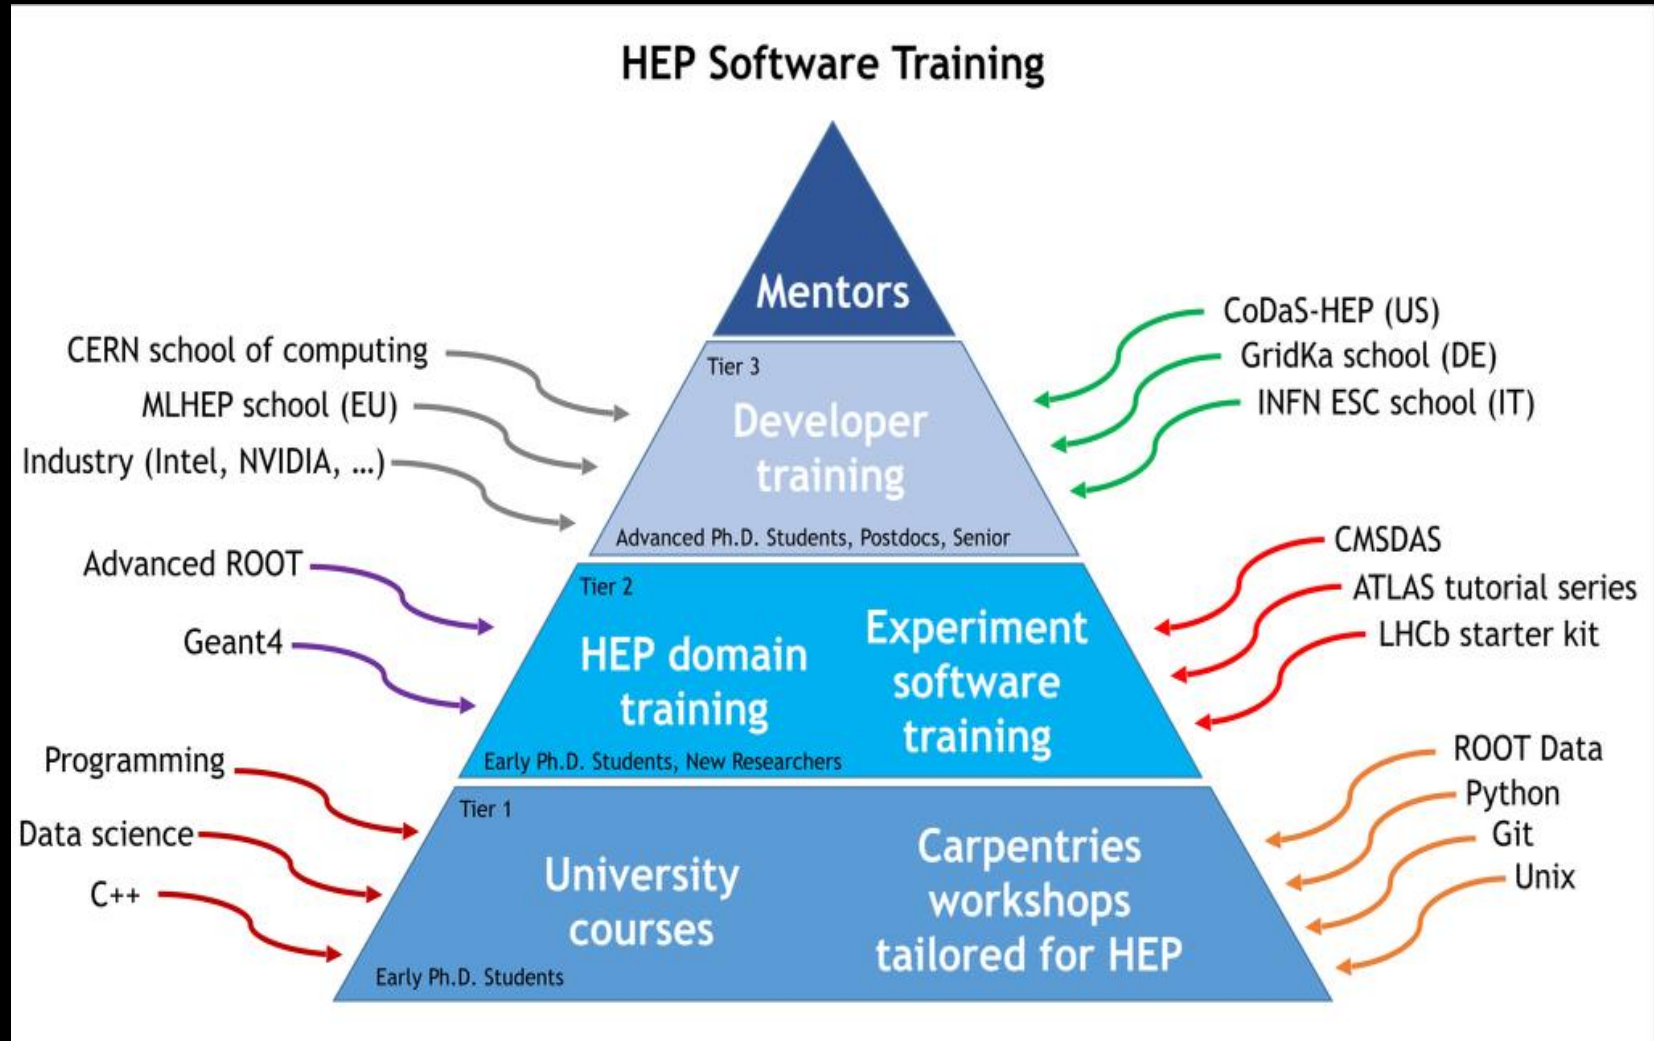 HEP Software Training
Mentors
CERN school of computing
MLHEP school (EU)
Industry (Intel, NVIDIA, ...)
Tier 3
Developer
training
Advanced Ph.D. Students, Postdocs, Senior
CoDaS-HEP (US)
GridKa school (DE)
INFN ESC school (IT)
Advanced ROOT
Geant4
Tier 2
HEP domain
training
Experiment
software
training
Early Ph.D. Students, New Researchers
CMSDAS
ATLAS tutorial series
LHCb starter kit
Programming
Data science
C++
Tier 1
University
courses
Carpentries
workshops
tailored for HEP
Early Ph.D. Students
ROOT Data
Python
Git
Unix